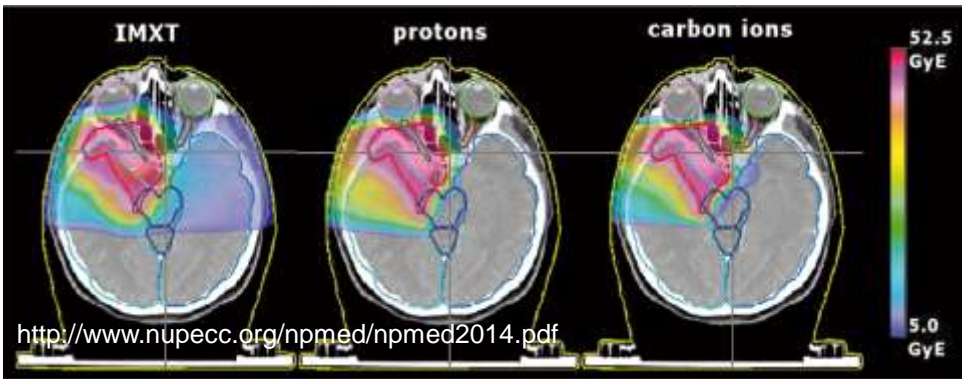 IMXT
protons
carbon ions
52.5
GyE
http://www.nupecc.org/npmed/npmed2014.pdf
5.0
GyE